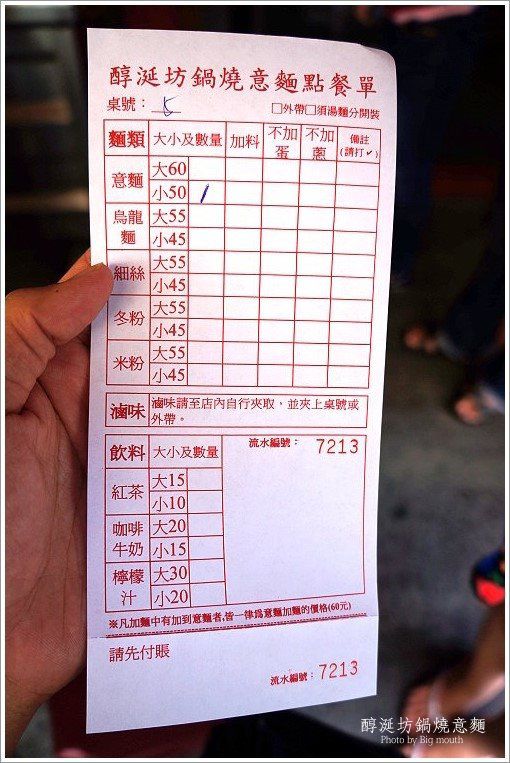 醇涎坊鍋燒意麵點餐單
桌號: 5 □外帶□須湯麵分開裝
麵類 大小及數量 加料 不加蛋 不加蔥 備註(請打✓)
意麵 大60
小50 /
烏龍麵 大55
小45
細絲 大55
小45
冬粉 大55
小45
米粉 大55
小45
滷味 滷味請至店內自行夾取，並夾上桌號或
外帶。
飲料 大小及數量 流水編號: 7213
紅茶 大15
小10
咖啡牛奶 大20
小15
檸檬汁 大30
小20
※凡加麵中有加到意麵者,皆一律為意麵加麵的價格(60元)
請先付賬
流水編號: 7213
醇涎坊鍋燒意麵
Photo by Big mouth